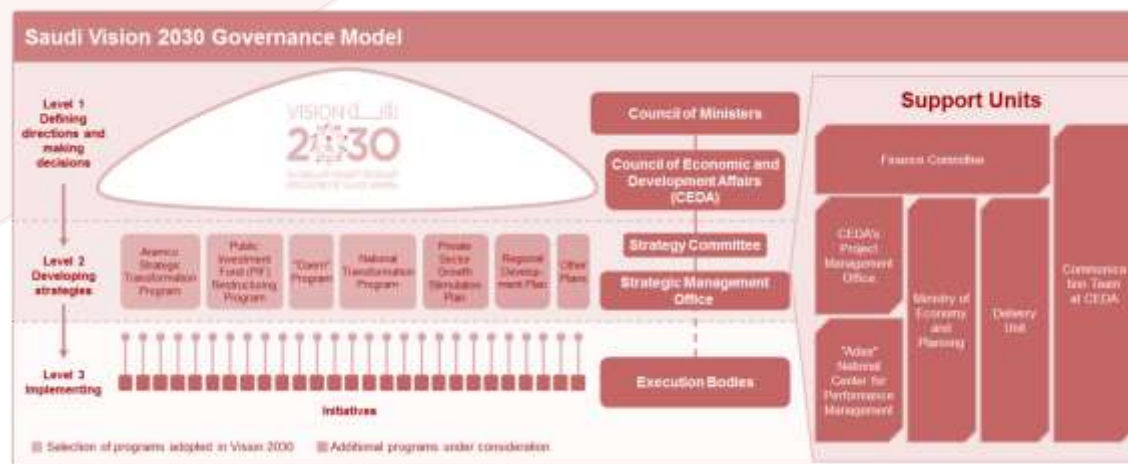 Saudi Vision 2030 Governance Model
Level 1
Defining
directions and
making
decisions
VISION
2030
Council of Ministers
Council of Economic and
Development Affairs
(CEDA)
Level 2
Developing
strategies
Aramco
Strategic
Transformation
Program
Public
Investment
Fund (PIF)
Restructuring
Program
Program
National
Transformation
Program
Private
Sector
Growth
Stimulation
Plan
Regional
Develop-
ment Plan
Other
Plans
Strategy Committee
Strategic Management
Office
Level 3
Implementing
Initiatives
Execution Bodies
Selection of programs adopted in Vision 2030
Additional programs under consideration
Support Units
Finance Committee
CEDA's
Project
Management
Office
"Adaa"
National
Center for
Performance
Management
Ministry of
Economy
and
Planning
Delivery
Unit
Communica
tion Team
at CEDA